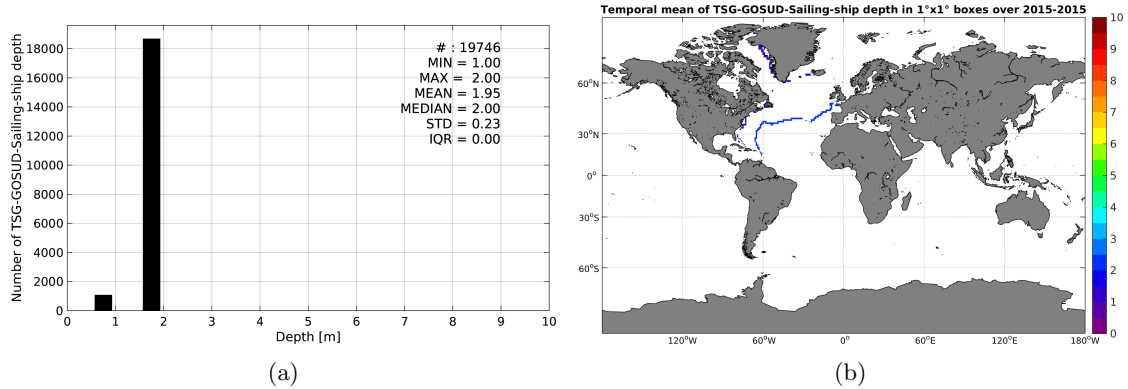 Number of TSG-GOSUD-Sailing-ship depth
18000
16000
14000
12000
10000
8000
6000
4000
2000
0
# : 19746
MIN = 1.00
MAX = 2.00
MEAN = 1.95
MEDIAN = 2.00
STD = 0.23
IQR = 0.00
0 1 2 3 4 5 6 7 8 9 10
Depth [m]
(a)
Temporal mean of TSG-GOSUD-Sailing-ship depth in 1°x1° boxes over 2015-2015
60°N
30°N
0°
30°S
60°S
120°W 60°W 0° 60°E 120°E 180°W
10
9
8
7
6
5
4
3
2
1
0
(b)